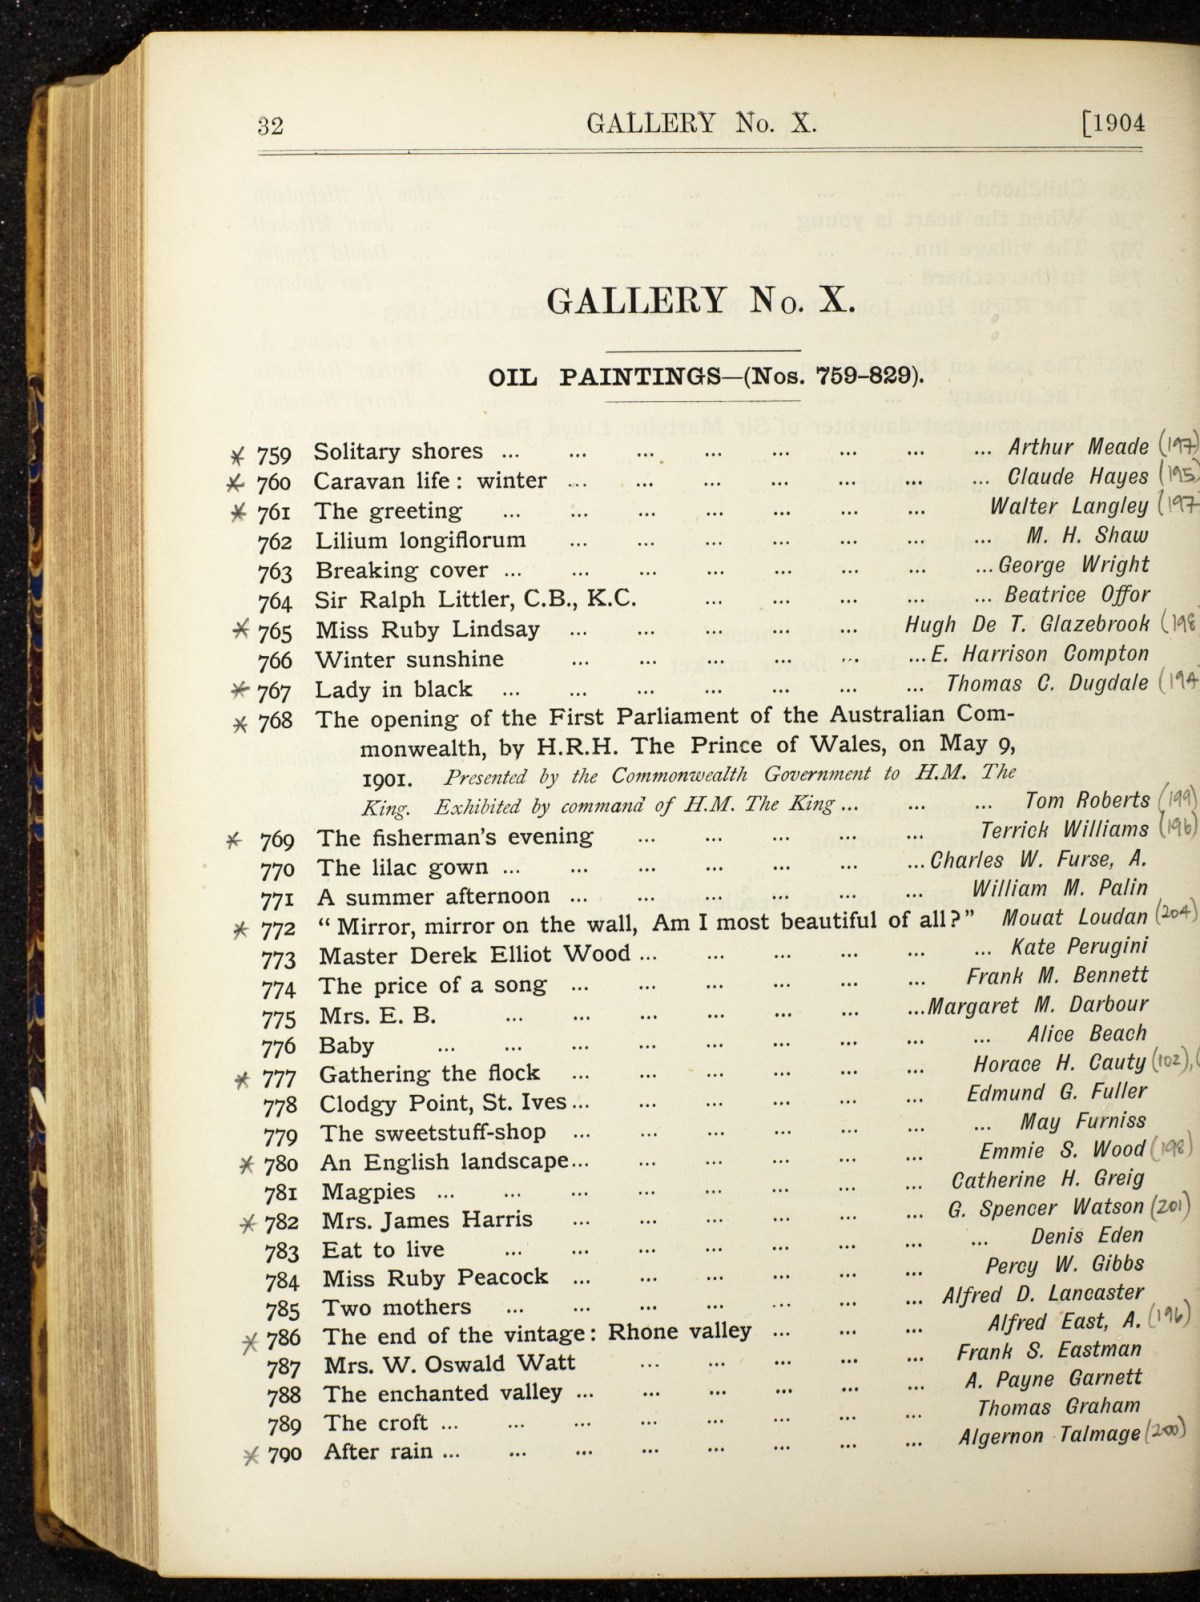 32 GALLERY No. X. [1904
GALLERY No. X.
OIL PAINTINGS—(Nos. 759-829).
* 759 Solitary shores ... ... ... ... ... ... ... ... Arthur Meade (197)
* 760 Caravan life: winter ... ... ... ... ... ... ... Claude Hayes (195)
* 761 The greeting ... ... ... ... ... ... ... Walter Langley (197
762 Lilium longiflorum ... ... ... ... ... ... ... M. H. Shaw
763 Breaking cover ... ... ... ... ... ... ... ... George Wright
764 Sir Ralph Littler, C.B., K.C. ... ... ... ... ... Beatrice Offor
* 765 Miss Ruby Lindsay ... ... ... ... ... Hugh De T. Glazebrook (198
766 Winter sunshine ... ... ... ... ... ... E. Harrison Compton
* 767 Lady in black ... ... ... ... ... ... ... Thomas C. Dugdale (194
* 768 The opening of the First Parliament of the Australian Com-
monwealth, by H.R.H. The Prince of Wales, on May 9,
1901. Presented by the Commonwealth Government to H.M. The
King. Exhibited by command of H.M. The King ... ... ... Tom Roberts (199)
* 769 The fisherman's evening ... ... ... ... ... Terrick Williams (196)
770 The lilac gown ... ... ... ... ... ... ... Charles W. Furse, A.
771 A summer afternoon ... ... ... ... ... ... William M. Palin
* 772 "Mirror, mirror on the wall, Am I most beautiful of all?" Mouat Loudan (204)
773 Master Derek Elliot Wood ... ... ... ... ... ... Kate Perugini
774 The price of a song ... ... ... ... ... ... Frank M. Bennett
775 Mrs. E. B. ... ... ... ... ... ... ... Margaret M. Darbour
776 Baby ... ... ... ... ... ... ... ... ... Alice Beach
* 777 Gathering the flock ... ... ... ... ... ... Horace H. Cauty (102), (
778 Clodgy Point, St. Ives ... ... ... ... ... ... Edmund G. Fuller
779 The sweetstuff-shop ... ... ... ... ... ... ... May Furniss
* 780 An English landscape ... ... ... ... ... ... Emmie S. Wood (198)
781 Magpies ... ... ... ... ... ... ... ... Catherine H. Greig
* 782 Mrs. James Harris ... ... ... ... ... ... G. Spencer Watson (201)
783 Eat to live ... ... ... ... ... ... ... ... Denis Eden
784 Miss Ruby Peacock ... ... ... ... ... ... Percy W. Gibbs
785 Two mothers ... ... ... ... ... ... ... Alfred D. Lancaster
* 786 The end of the vintage: Rhone valley ... ... ... Alfred East, A. (196)
787 Mrs. W. Oswald Watt ... ... ... ... ... Frank S. Eastman
788 The enchanted valley ... ... ... ... ... ... A. Payne Garnett
789 The croft ... ... ... ... ... ... ... ... Thomas Graham
* 790 After rain ... ... ... ... ... ... ... ... Algernon Talmage (200)